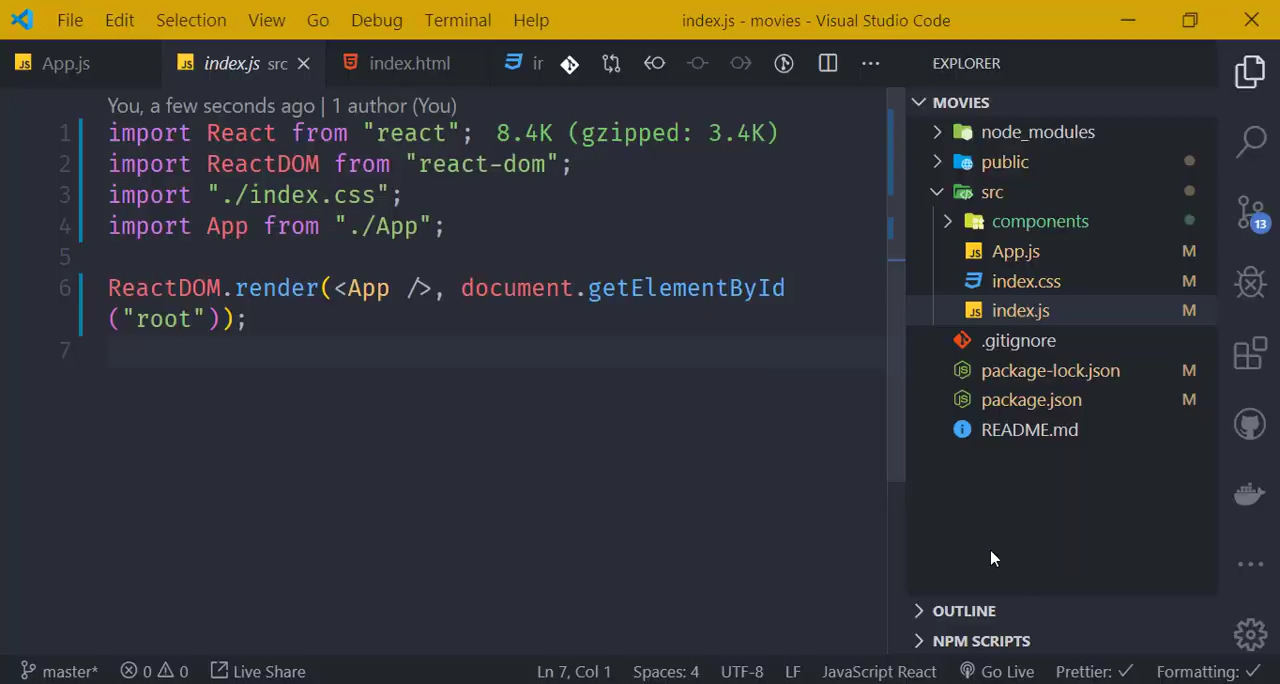 File Edit Selection View Go Debug Terminal Help index.js - movies - Visual Studio Code
JS App.js JS index.js src index.html ir
EXPLORER
You, a few seconds ago | 1 author (You)
1 import React from "react"; 8.4K (gzipped: 3.4K)
2 import ReactDOM from "react-dom";
3 import "./index.css";
4 import App from "./App";
5
6 ReactDOM.render(<App />, document.getElementById
("root"));
7
MOVIES
node_modules
public
src
components
JS App.js M
index.css M
JS index.js M
.gitignore
package-lock.json M
package.json M
README.md
OUTLINE
NPM SCRIPTS
13
master* 0 0 Live Share Ln 7, Col 1 Spaces: 4 UTF-8 LF JavaScript React Go Live Prettier: ✓ Formatting: ✓